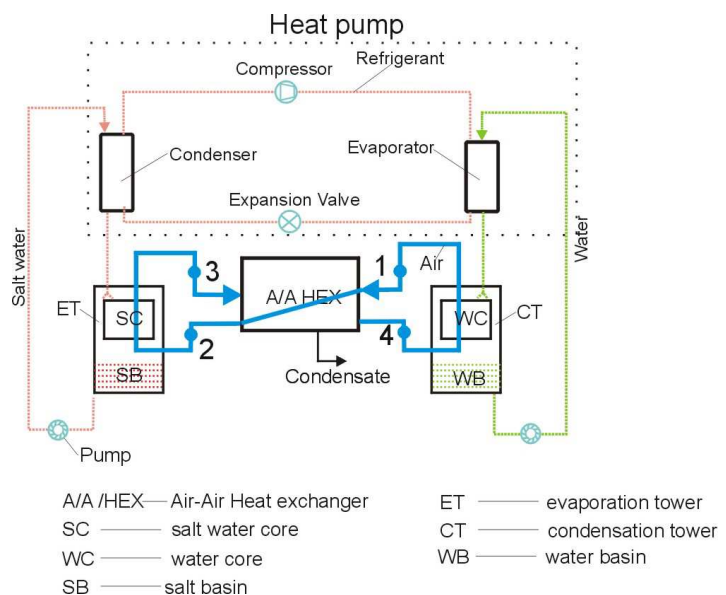 Heat pump
Compressor
Refrigerant
Condenser
Evaporator
Expansion Valve
Salt water
Water
Air
1
3
A/A HEX
ET
SC
WC
CT
2
4
Condensate
SB
WB
Pump
A/A /HEX Air-Air Heat exchanger
SC salt water core
WC water core
SB salt basin
ET evaporation tower
CT condensation tower
WB water basin